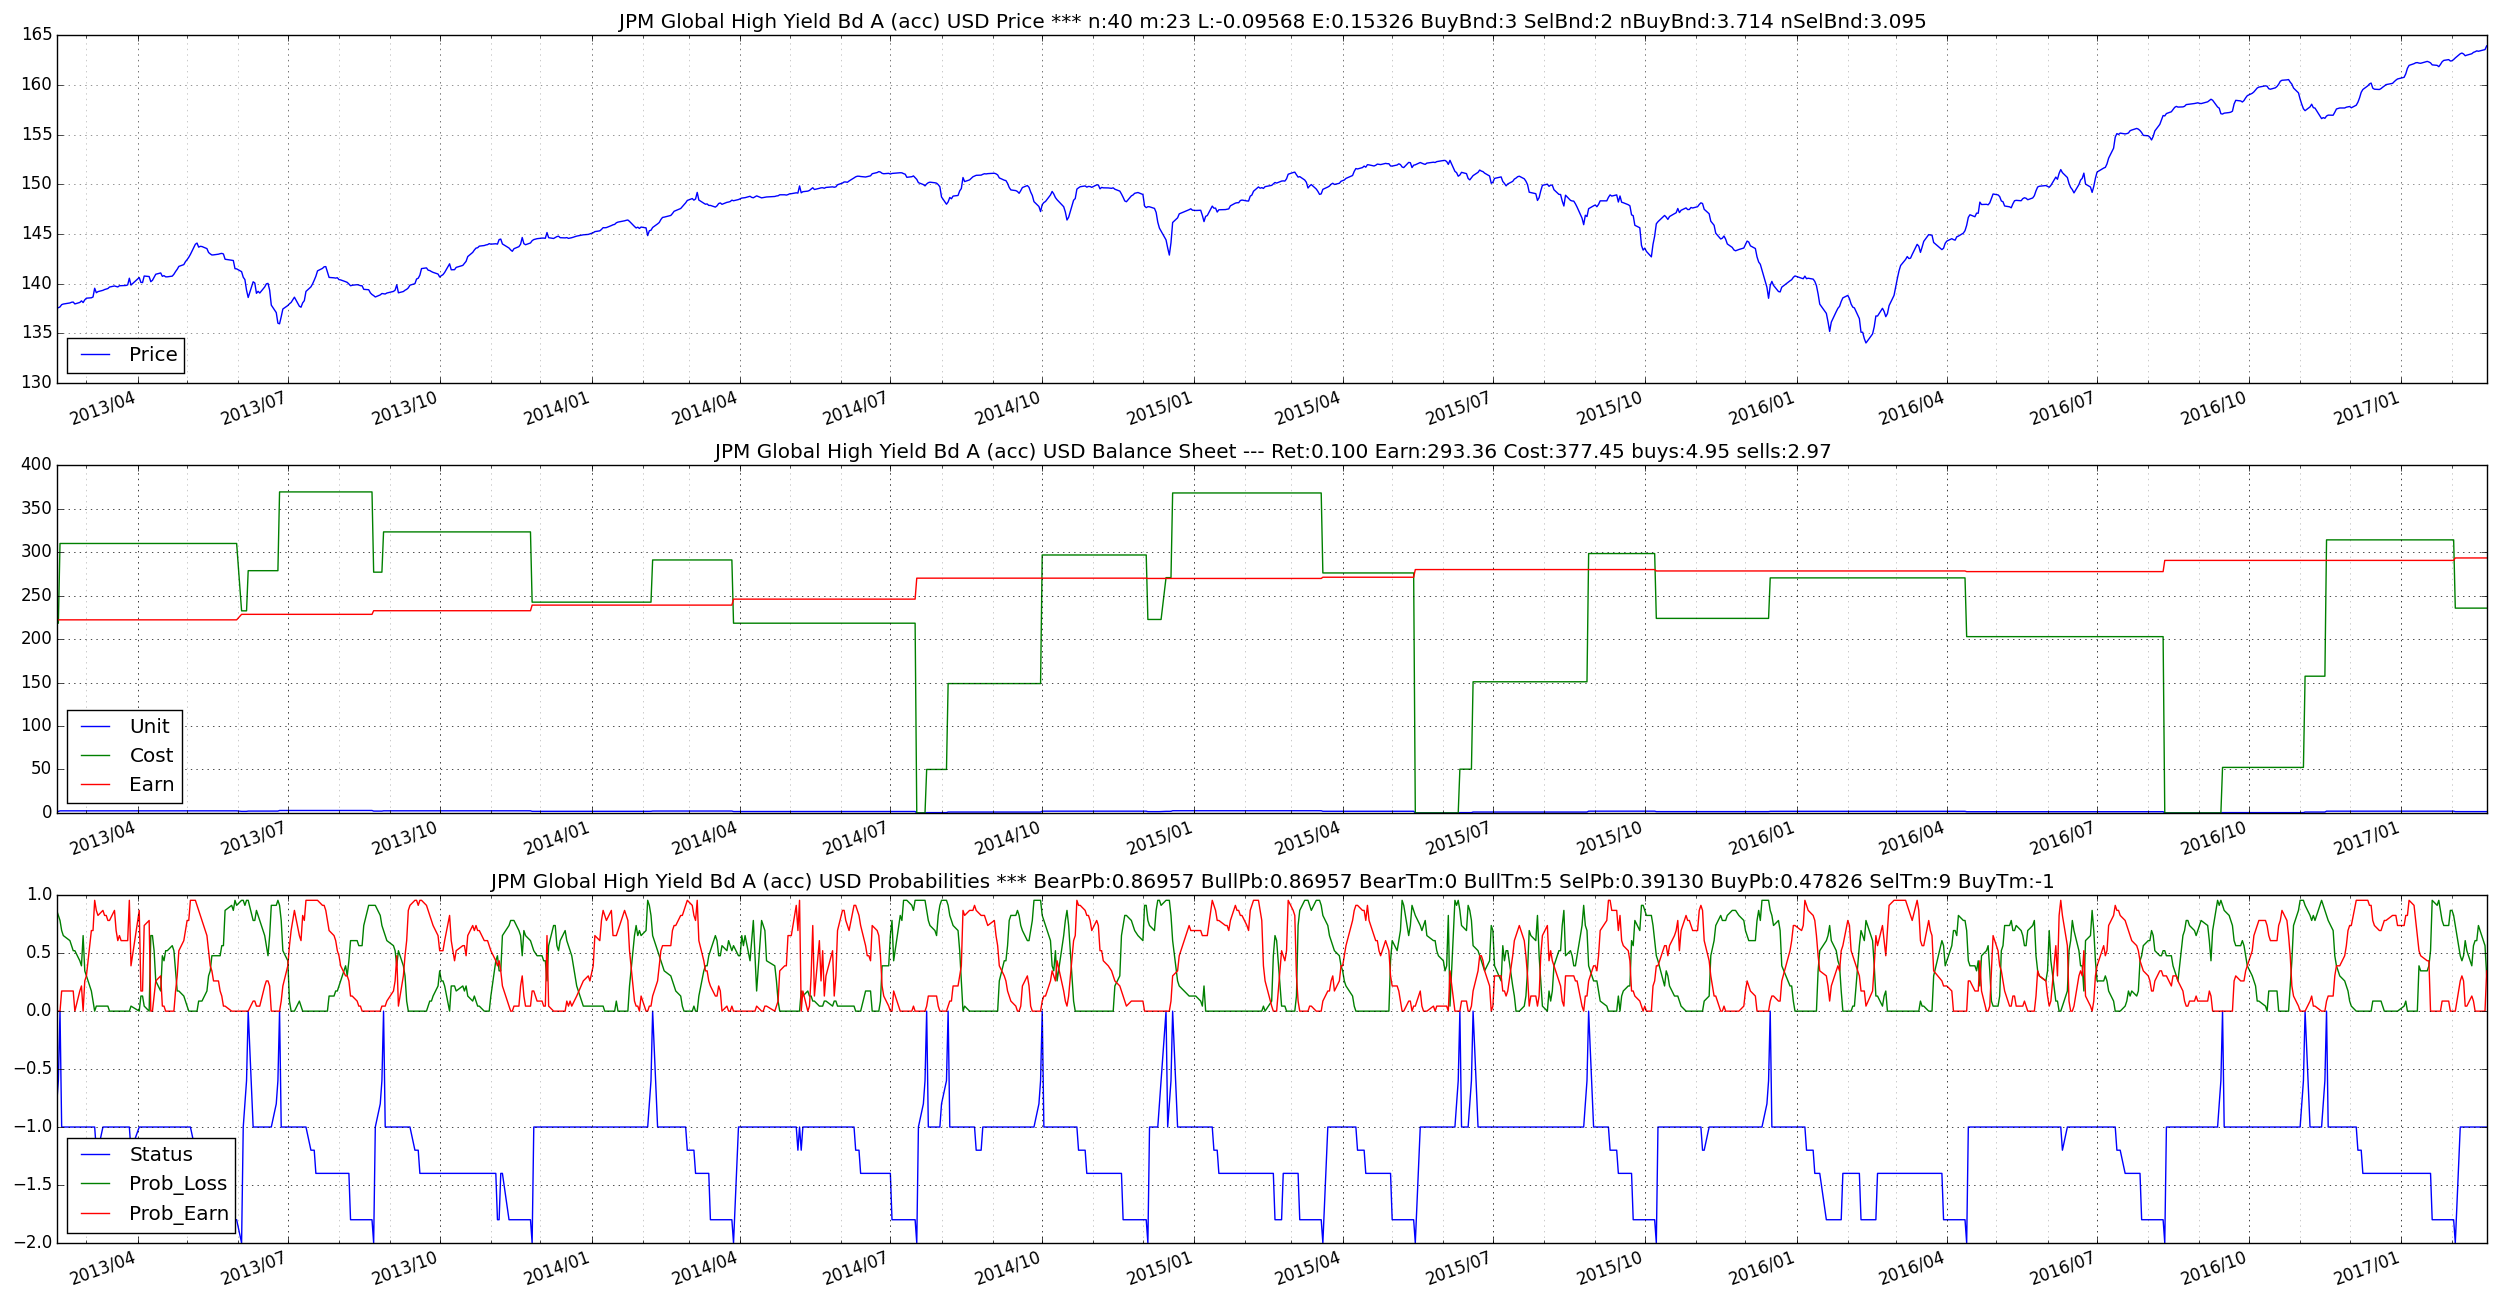 JPM Global High Yield Bd A (acc) USD Price *** n:40 m:23 L:-0.09568 E:0.15326 BuyBnd:3 SelBnd:2 nBuyBnd:3.714 nSelBnd:3.095
165
160
155
150
145
140
135
130
Price
2013/04 2013/07 2013/10 2014/01 2014/04 2014/07 2014/10 2015/01 2015/04 2015/07 2015/10 2016/01 2016/04 2016/07 2016/10 2017/01
JPM Global High Yield Bd A (acc) USD Balance Sheet --- Ret:0.100 Earn:293.36 Cost:377.45 buys:4.95 sells:2.97
400
350
300
250
200
150
100
50
0
Unit
Cost
Earn
2013/04 2013/07 2013/10 2014/01 2014/04 2014/07 2014/10 2015/01 2015/04 2015/07 2015/10 2016/01 2016/04 2016/07 2016/10 2017/01
JPM Global High Yield Bd A (acc) USD Probabilities *** BearPb:0.86957 BullPb:0.86957 BearTm:0 BullTm:5 SelPb:0.39130 BuyPb:0.47826 SelTm:9 BuyTm:-1
1.0
0.5
0.0
−0.5
−1.0
−1.5
−2.0
Status
Prob_Loss
Prob_Earn
2013/04 2013/07 2013/10 2014/01 2014/04 2014/07 2014/10 2015/01 2015/04 2015/07 2015/10 2016/01 2016/04 2016/07 2016/10 2017/01